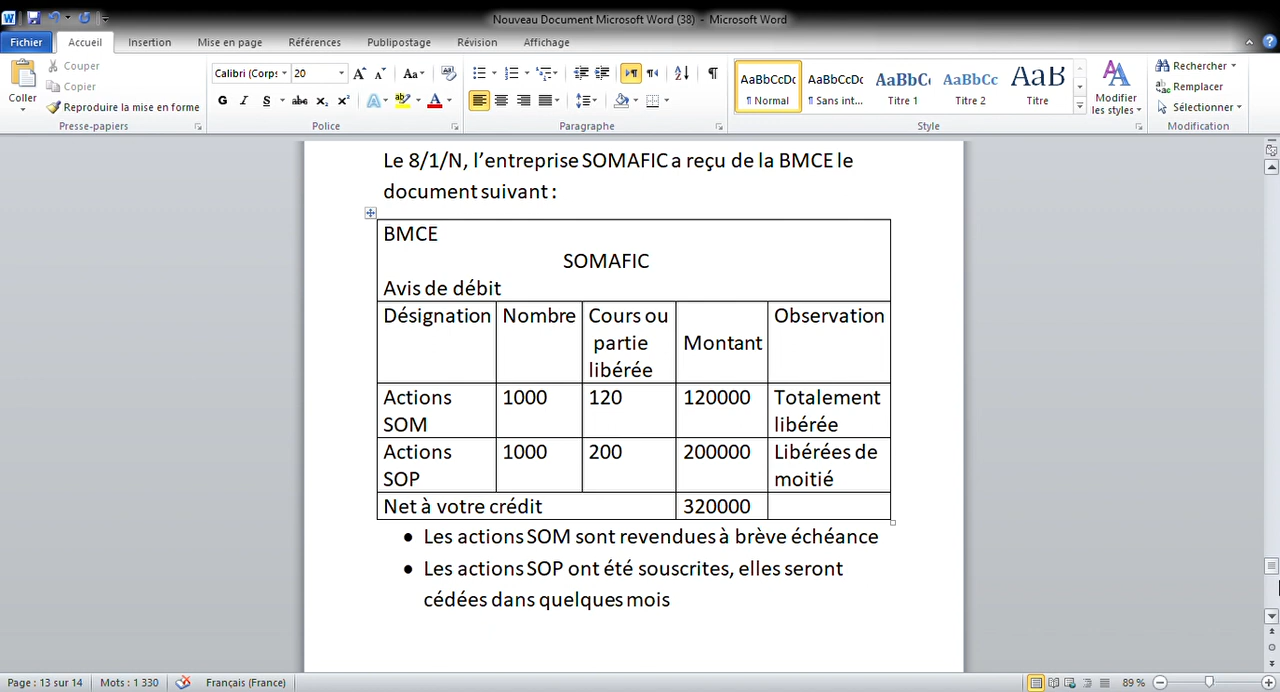 Nouveau Document Microsoft Word (38) - Microsoft Word
Fichier Accueil Insertion Mise en page Références Publipostage Révision Affichage
Coller
Couper
Copier
Reproduire la mise en forme
Presse-papiers
Calibri (Corps 20
G I S abc x₂ x²
Police
Paragraphe
AaBbCcDc AaBbCcDc AaBbC AaBbCc AaB
¶ Normal ¶ Sans int... Titre 1 Titre 2 Titre
Modifier
les styles
Style
Rechercher
Remplacer
Sélectionner
Modification
Le 8/1/N, l’entreprise SOMAFIC a reçu de la BMCE le
document suivant :
BMCE
SOMAFIC
Avis de débit
Désignation Nombre Cours ou partie libérée Montant Observation
Actions SOM 1000 120 120000 Totalement libérée
Actions SOP 1000 200 200000 Libérées de moitié
Net à votre crédit 320000
• Les actions SOM sont revendues à brève échéance
• Les actions SOP ont été souscrites, elles seront
cédées dans quelques mois
Page : 13 sur 14 Mots : 1 330 Français (France) 89 %